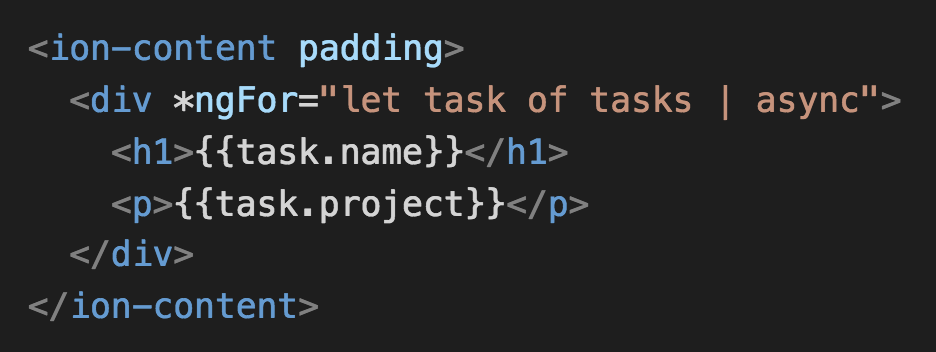 <ion-content padding>
  <div *ngFor="let task of tasks | async">
    <h1>{{task.name}}</h1>
    <p>{{task.project}}</p>
  </div>
</ion-content>